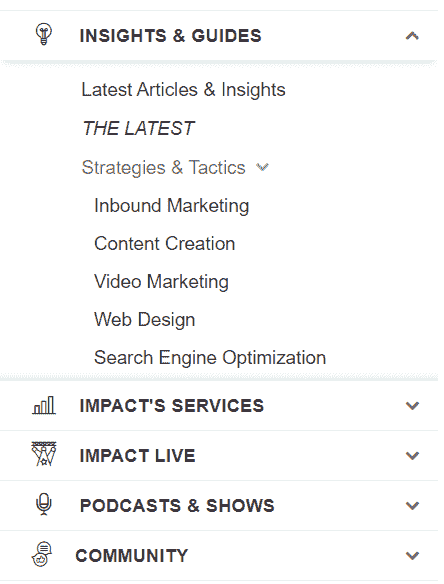 INSIGHTS & GUIDES
Latest Articles & Insights
THE LATEST
Strategies & Tactics
Inbound Marketing
Content Creation
Video Marketing
Web Design
Search Engine Optimization
IMPACT'S SERVICES
IMPACT LIVE
PODCASTS & SHOWS
COMMUNITY